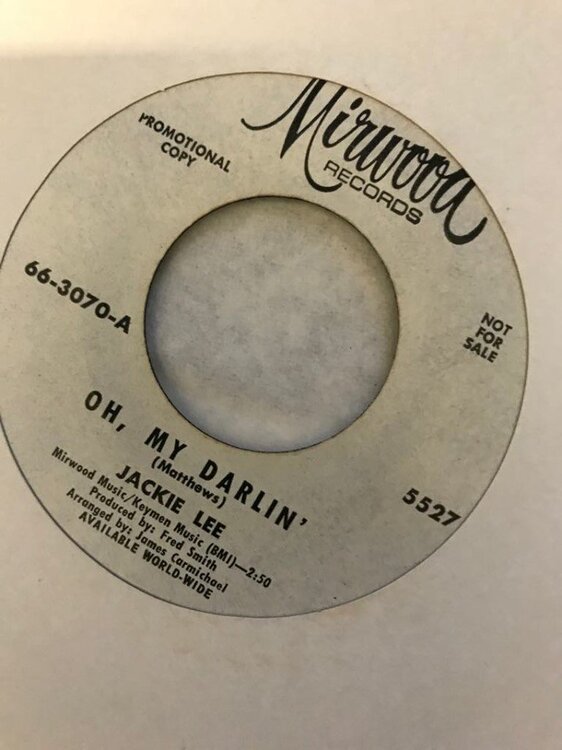 Mirwood
RECORDS
PROMOTIONAL
COPY
66-3070-A
NOT
FOR
SALE
OH, MY DARLIN'
(Matthews)
JACKIE LEE
5527
Mirwood Music/Keymen Music (BMI)—2:50
Produced by: Fred Smith
Arranged by: James Carmichael
AVAILABLE WORLD-WIDE